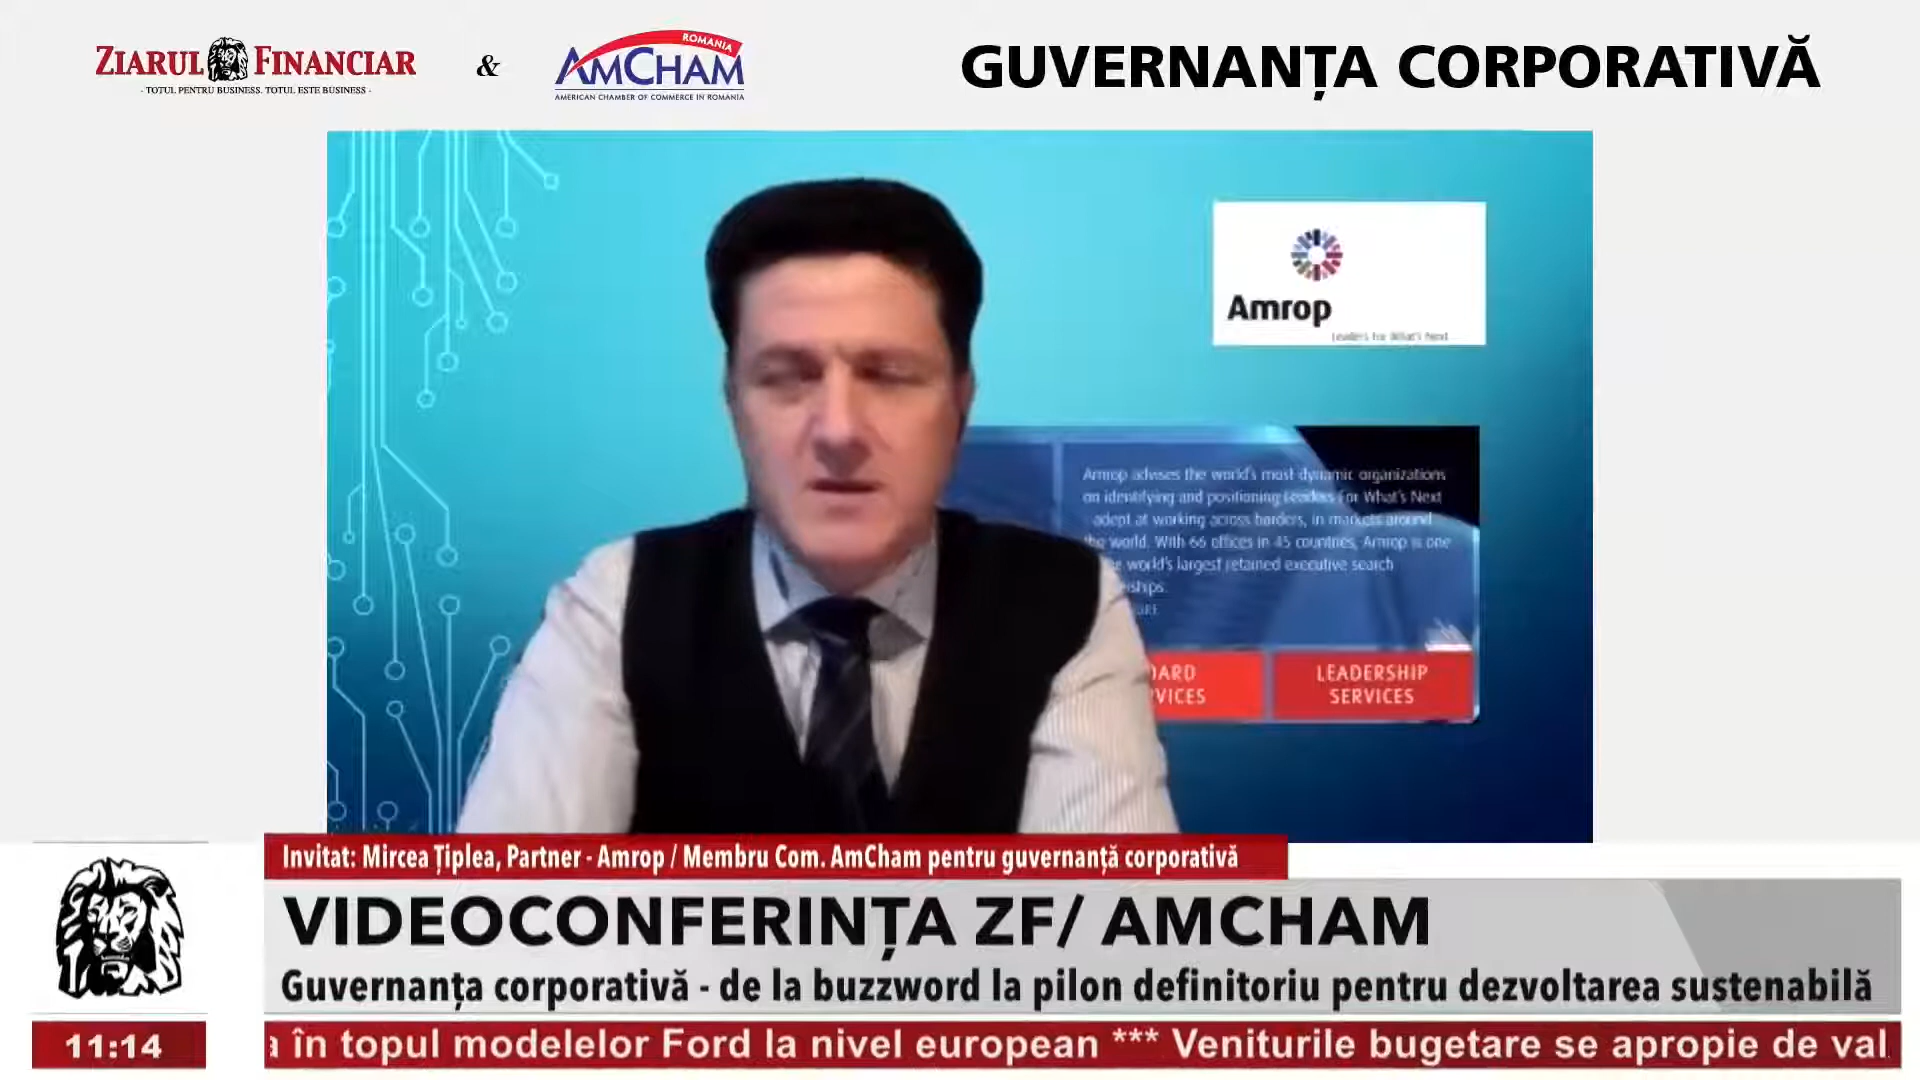 ZIARUL FINANCIAR
- TOTUL PENTRU BUSINESS. TOTUL ESTE BUSINESS -
&
ROMANIA
AMCHAM
AMERICAN CHAMBER OF COMMERCE IN ROMANIA
GUVERNANȚA CORPORATIVĂ
Amrop
Leaders For What's Next
Amrop advises the world's most dynamic organizations
on identifying and positioning Leaders For What's Next
adept at working across borders, in markets around
the world. With 66 offices in 45 countries, Amrop is one
world's largest retained executive search
LEADERSHIP
SERVICES
Invitat: Mircea Țiplea, Partner - Amrop / Membru Com. AmCham pentru guvernanță corporativă
VIDEOCONFERINȚA ZF/ AMCHAM
Guvernanța corporativă - de la buzzword la pilon definitoriu pentru dezvoltarea sustenabilă
11:14
a în topul modelelor Ford la nivel european *** Veniturile bugetare se apropie de val